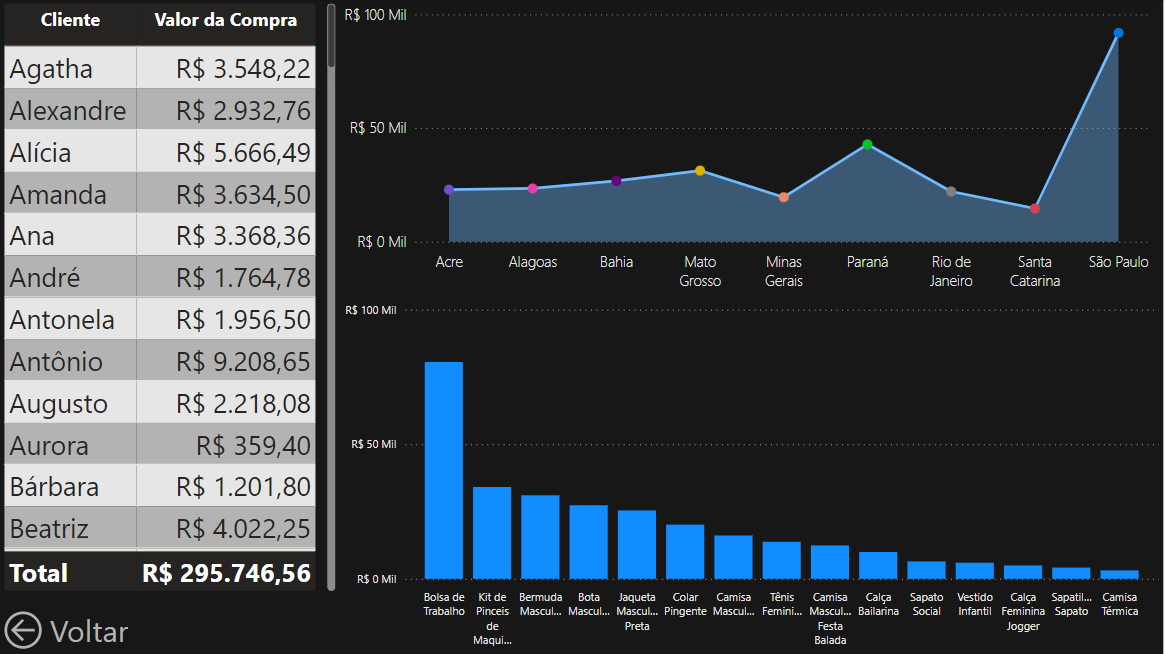 Cliente Valor da Compra
Agatha R$ 3.548,22
Alexandre R$ 2.932,76
Alícia R$ 5.666,49
Amanda R$ 3.634,50
Ana R$ 3.368,36
André R$ 1.764,78
Antonela R$ 1.956,50
Antônio R$ 9.208,65
Augusto R$ 2.218,08
Aurora R$ 359,40
Bárbara R$ 1.201,80
Beatriz R$ 4.022,25
Total R$ 295.746,56
Voltar
R$ 100 Mil
R$ 50 Mil
R$ 0 Mil
Acre Alagoas Bahia Mato Minas Paraná Rio de Santa São Paulo
Grosso Gerais Janeiro Catarina
R$ 100 Mil
R$ 50 Mil
R$ 0 Mil
Bolsa de Kit de Bermuda Bota Jaqueta Colar Camisa Tênis Camisa Calça Sapato Vestido Calça Sapatil... Camisa
Trabalho Pinceis Mascul... Mascul... Mascul... Pingente Mascul... Feminí... Mascul... Bailarina Social Infantil Feminina Sapato Térmica
de Preta Festa Jogger
Maqui... Balada